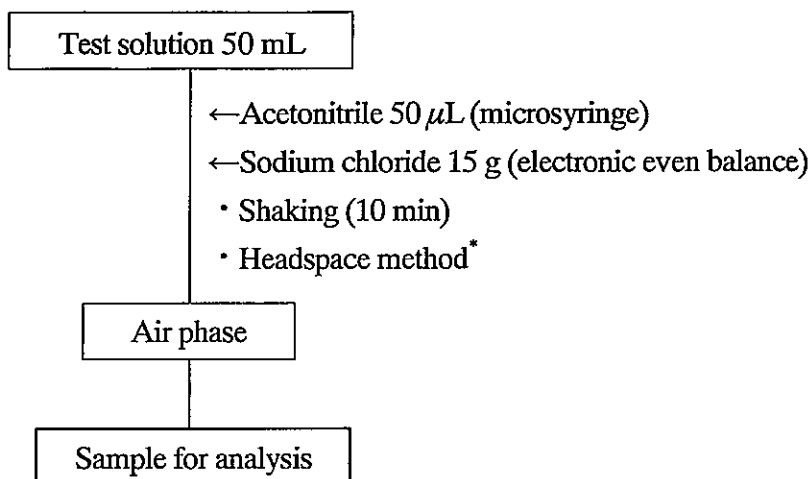 Test solution 50 mL
←Acetonitrile 50 μL (microsyringe)
←Sodium chloride 15 g (electronic even balance)
・Shaking (10 min)
・Headspace method*
Air phase
Sample for analysis